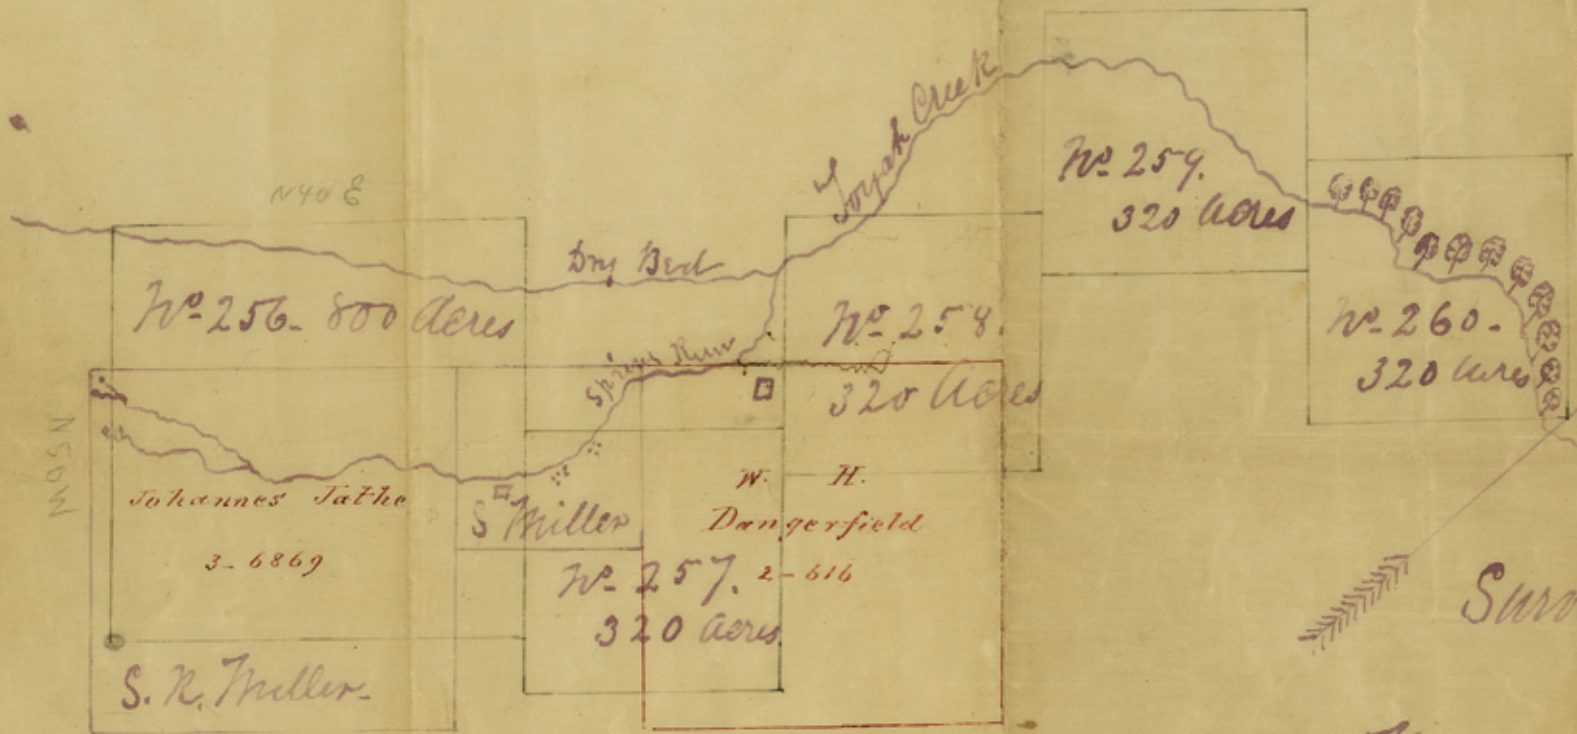 N40E
Toyah Creek
Dry Bed
No 259.
320 Acres
No 256- 800 Acres
No 258.
320 Acres
No 260-
320 Acres
Spring Run
N50W
Johannes Tathe
3-6869
S Miller
W. H.
Dangerfield
2-616
No 257.
320 Acres
S. R. Miller-
Surv